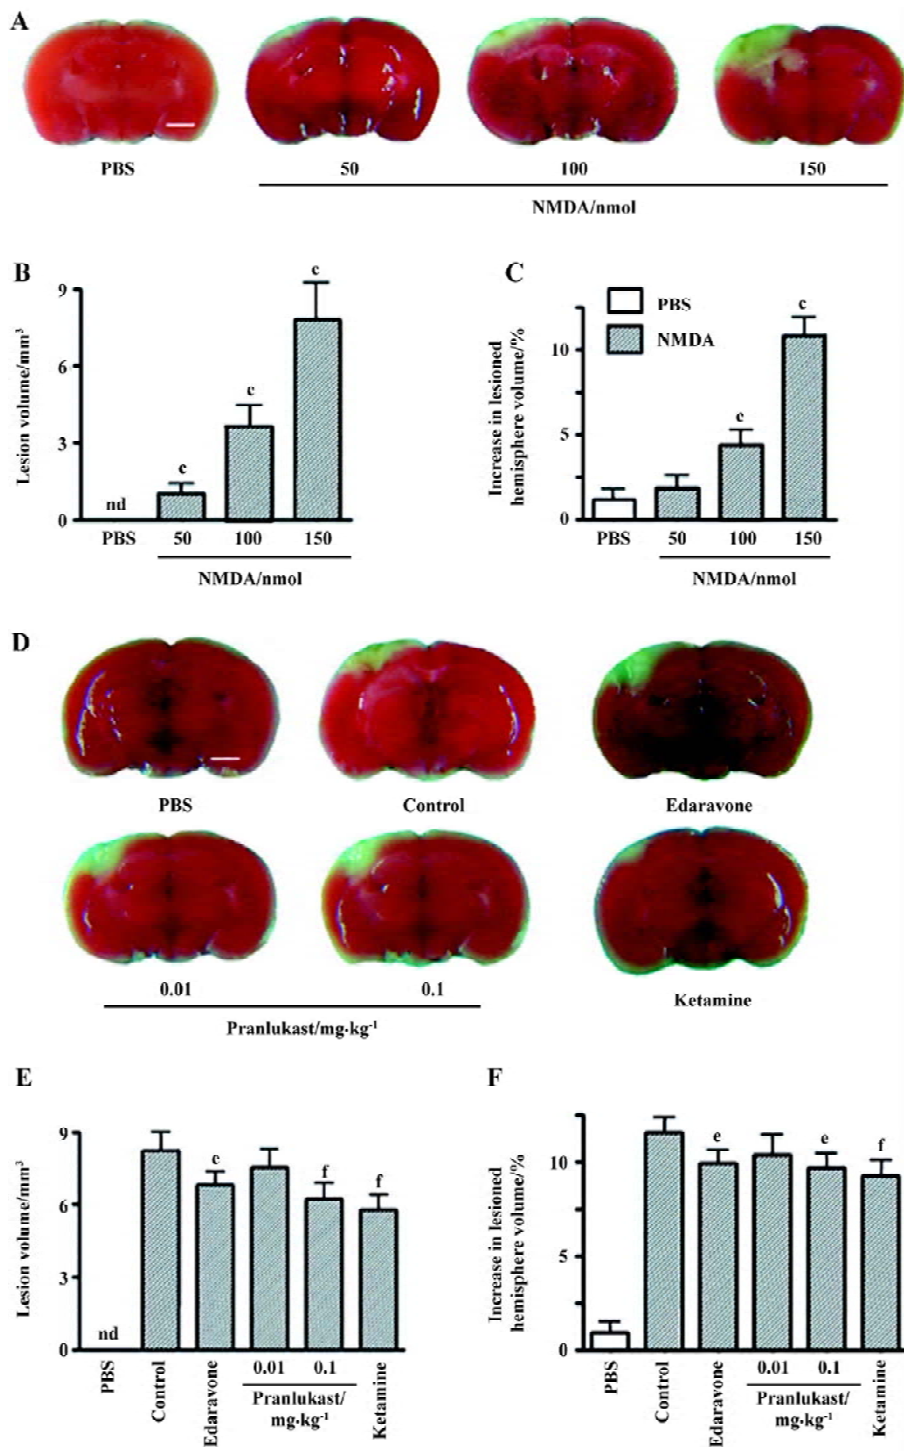 A
PBS
50
100
150
NMDA/nmol
B
Lesion volume/mm³
9
6
3
0
nd
c
c
c
PBS
50
100
150
NMDA/nmol
C
PBS
NMDA
Increase in lesioned
hemisphere volume/%
10
5
0
c
c
PBS
50
100
150
NMDA/nmol
D
PBS
Control
Edaravone
0.01
0.1
Pranlukast/mg·kg⁻¹
Ketamine
E
Lesion volume/mm³
9
6
3
0
nd
e
f
f
PBS
Control
Edaravone
0.01
0.1
Pranlukast/
mg·kg⁻¹
Ketamine
F
Increase in lesioned
hemisphere volume/%
10
5
0
e
e
f
PBS
Control
Edaravone
0.01
0.1
Pranlukast/
mg·kg⁻¹
Ketamine